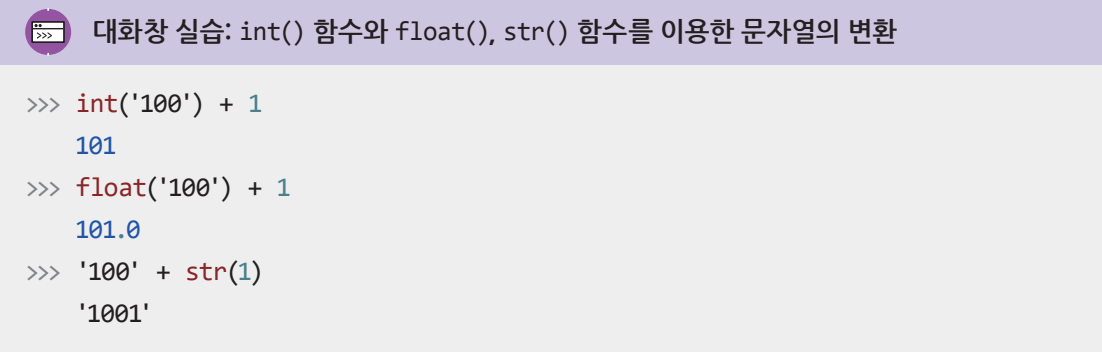 대화창 실습: int() 함수와 float(), str() 함수를 이용한 문자열의 변환
>>> int('100') + 1
101
>>> float('100') + 1
101.0
>>> '100' + str(1)
'1001'